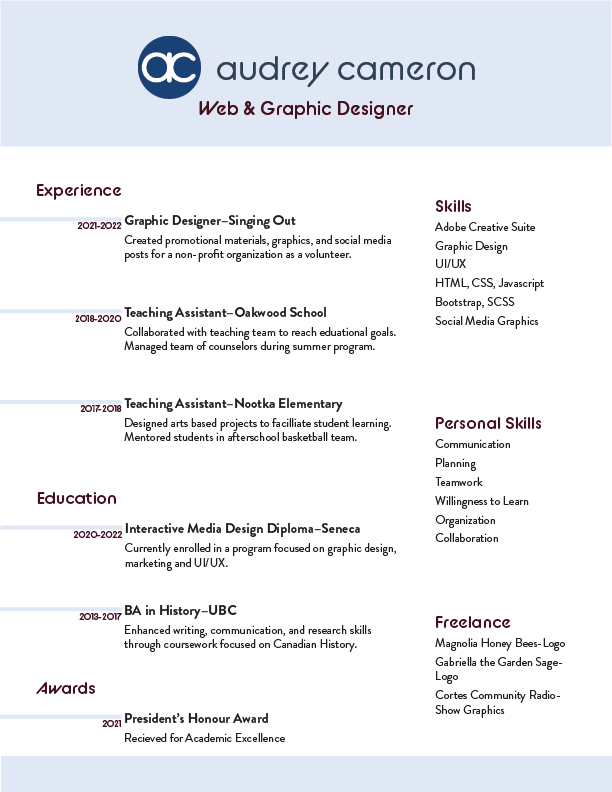 ac audrey cameron
Web & Graphic Designer
Experience
2021-2022 Graphic Designer–Singing Out
Created promotional materials, graphics, and social media
posts for a non-profit organization as a volunteer.
2018-2020 Teaching Assistant–Oakwood School
Collaborated with teaching team to reach eduational goals.
Managed team of counselors during summer program.
2017-2018 Teaching Assistant–Nootka Elementary
Designed arts based projects to facilliate student learning.
Mentored students in afterschool basketball team.
Education
2020-2022 Interactive Media Design Diploma–Seneca
Currently enrolled in a program focused on graphic design,
marketing and UI/UX.
2013-2017 BA in History–UBC
Enhanced writing, communication, and research skills
through coursework focused on Canadian History.
Awards
2021 President's Honour Award
Recieved for Academic Excellence
Skills
Adobe Creative Suite
Graphic Design
UI/UX
HTML, CSS, Javascript
Bootstrap, SCSS
Social Media Graphics
Personal Skills
Communication
Planning
Teamwork
Willingness to Learn
Organization
Collaboration
Freelance
Magnolia Honey Bees-Logo
Gabriella the Garden Sage-
Logo
Cortes Community Radio-
Show Graphics